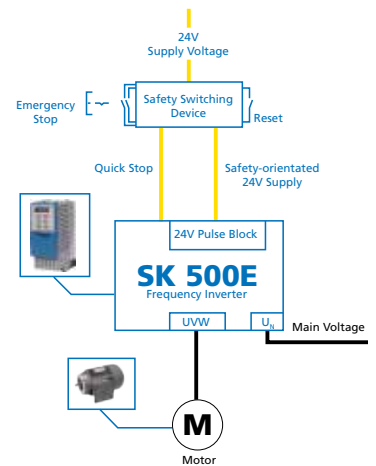 24V
Supply Voltage
Emergency
Stop
Safety Switching
Device
Reset
Quick Stop
Safety-orientated
24V Supply
24V Pulse Block
SK 500E
Frequency Inverter
UVW
U_N
Main Voltage
M
Motor